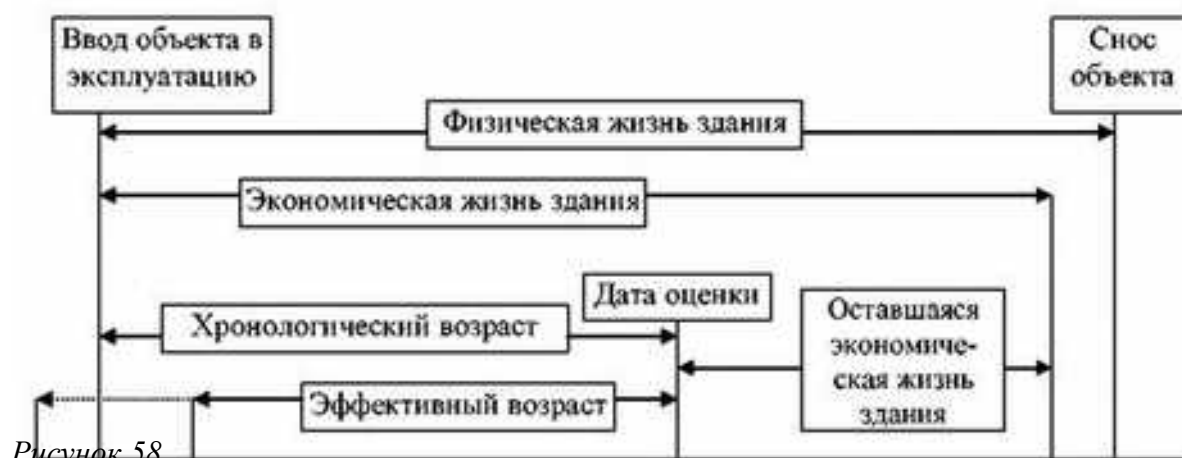 Ввод объекта в
эксплуатацию
Снос
объекта
Физическая жизнь здания
Экономическая жизнь здания
Дата оценки
Оставшаяся
экономиче-
ская жизнь
здания
Хронологический возраст
Эффективный возраст
Рисунок 58